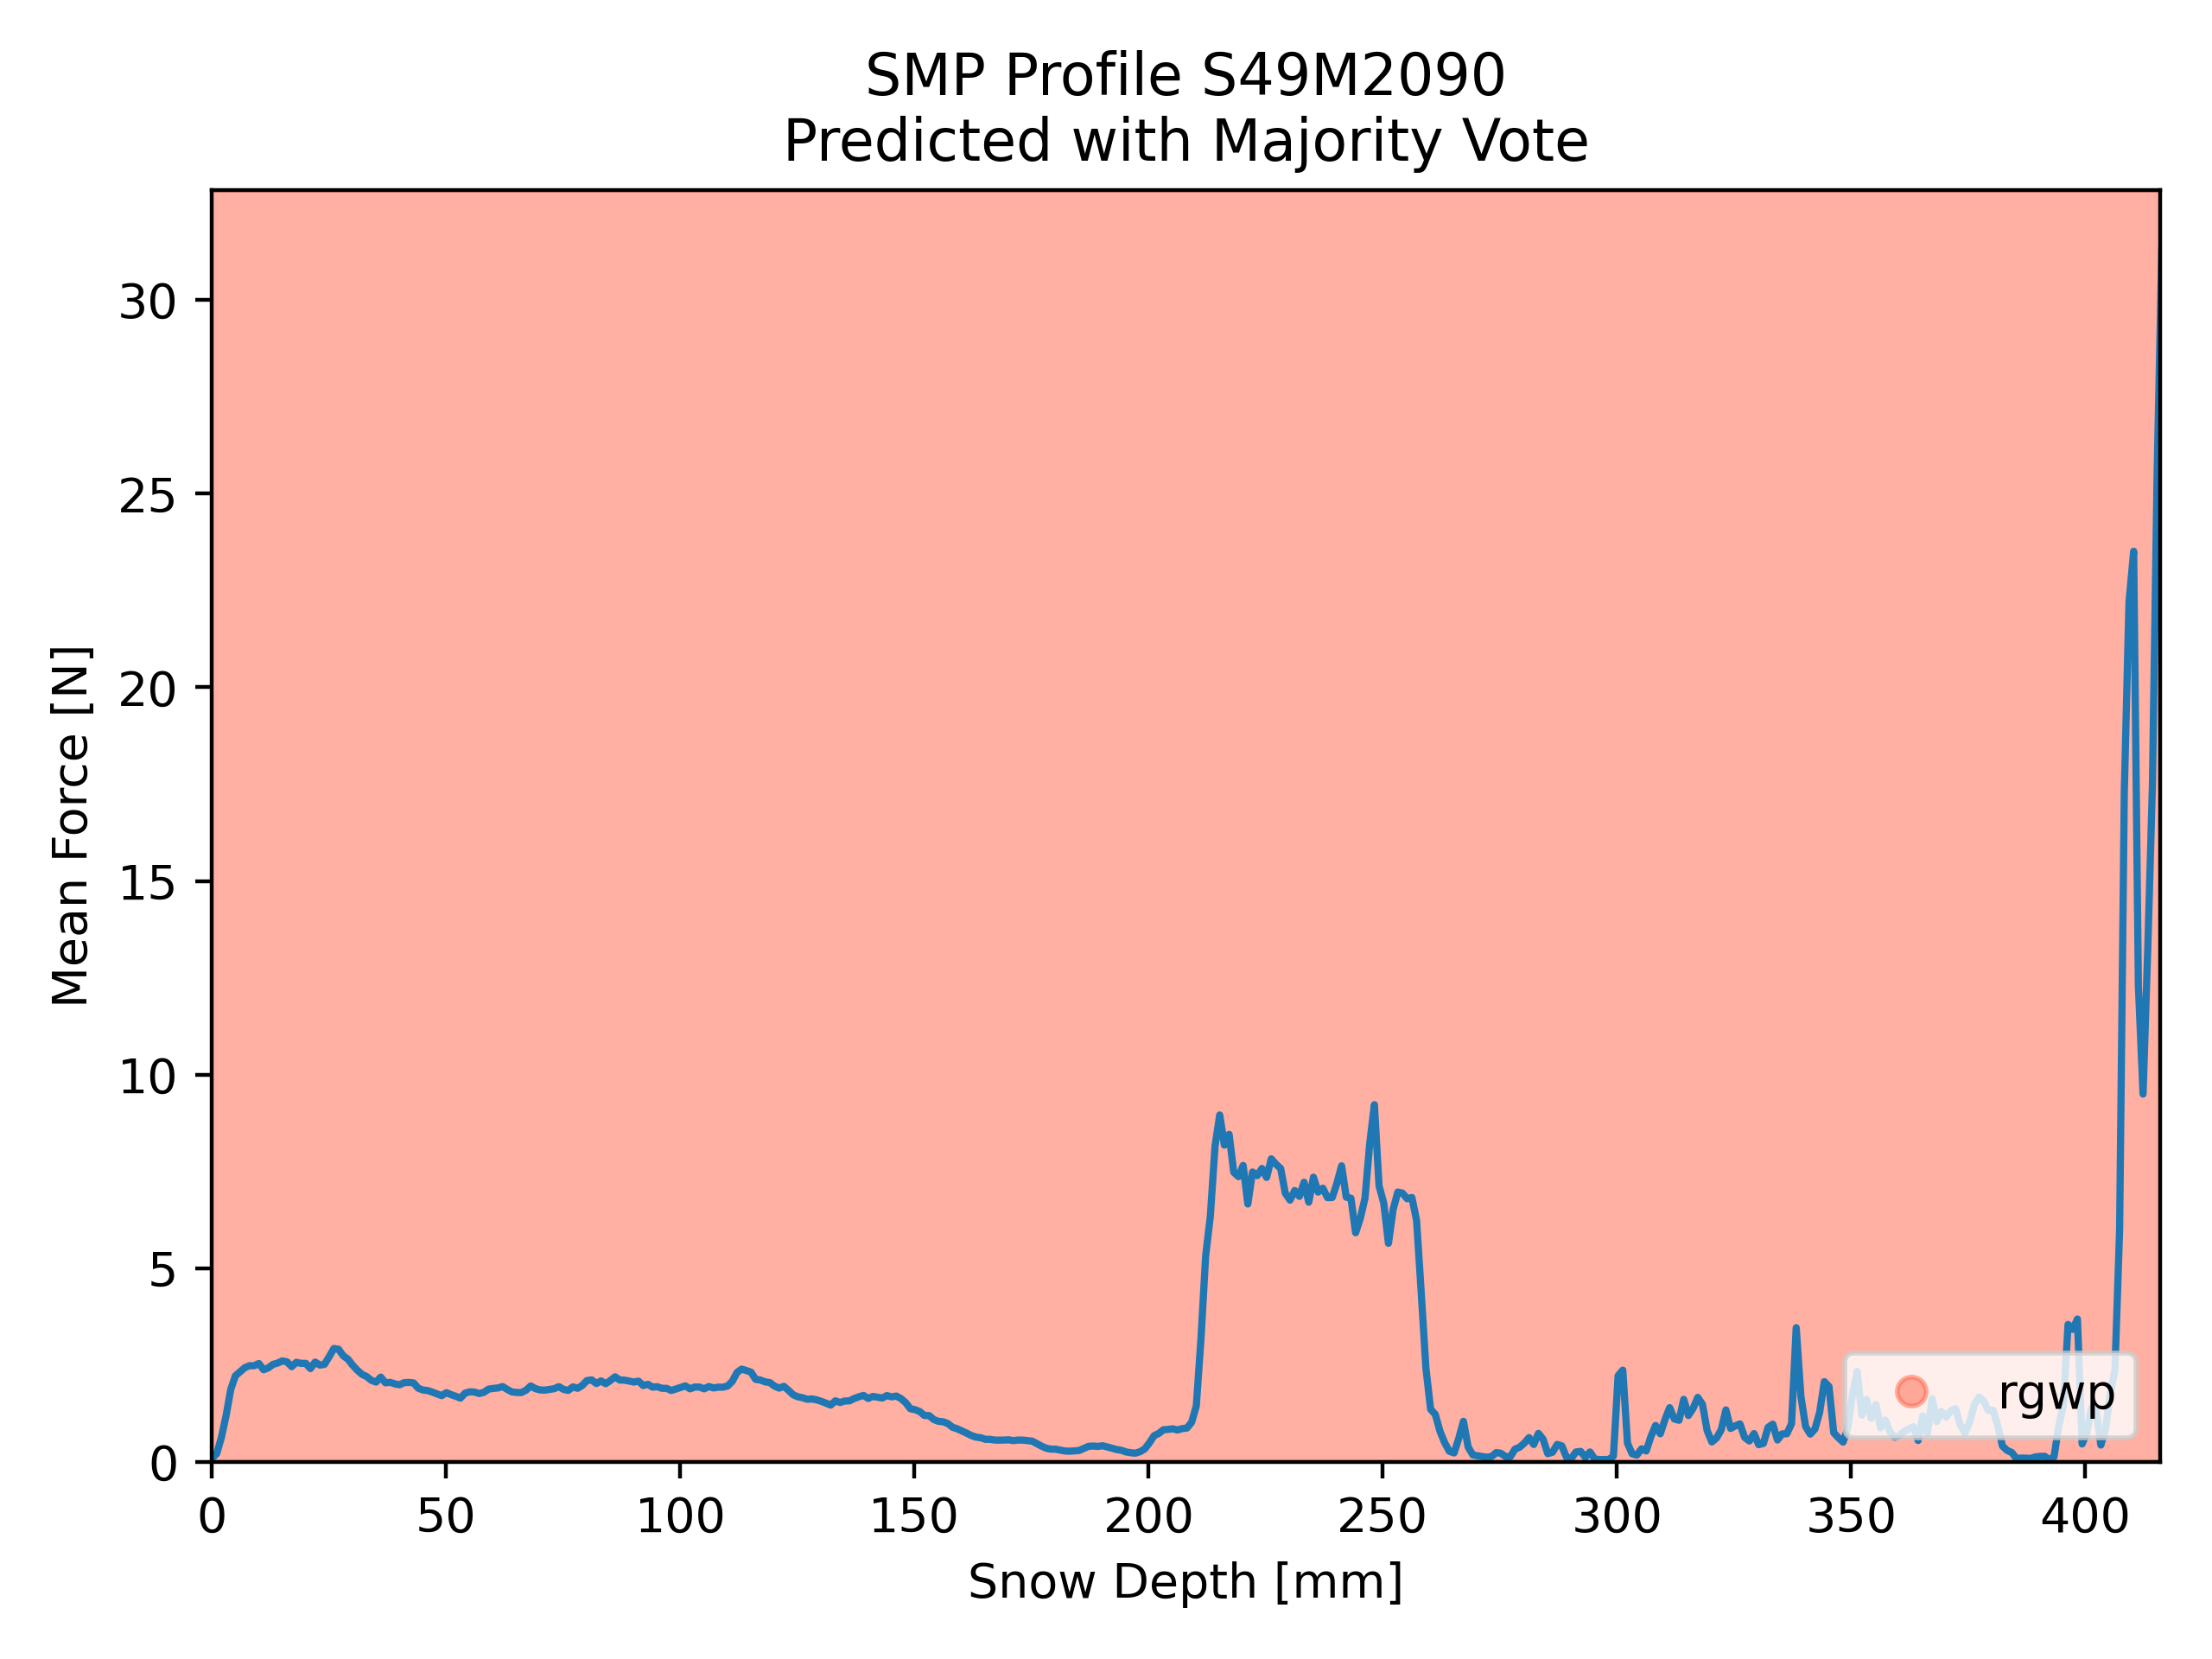 SMP Profile S49M2090
Predicted with Majority Vote
Mean Force [N]
30
25
20
15
10
5
0
rgwp
0 50 100 150 200 250 300 350 400
Snow Depth [mm]